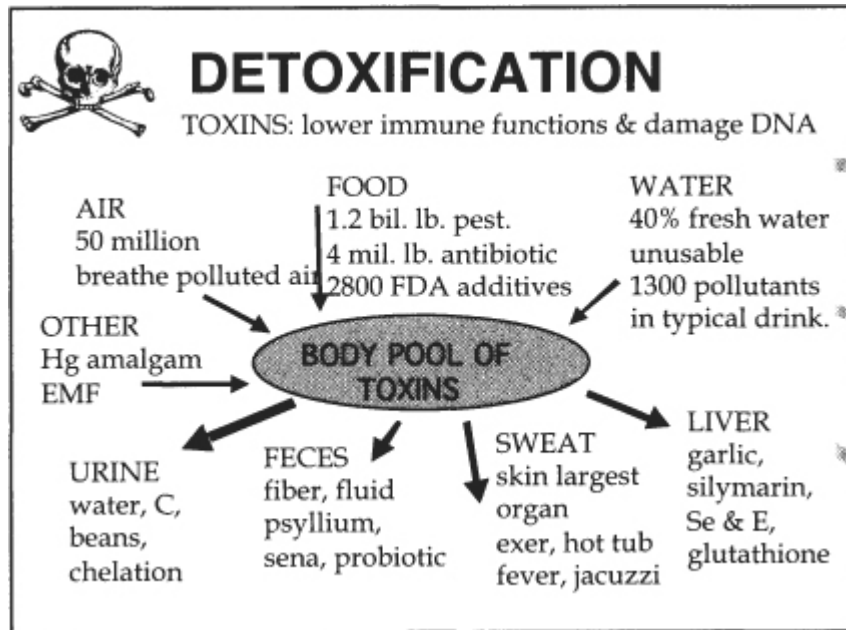 DETOXIFICATION
TOXINS: lower immune functions & damage DNA
AIR
50 million
breathe polluted air
FOOD
1.2 bil. lb. pest.
4 mil. lb. antibiotic
2800 FDA additives
WATER
40% fresh water
unusable
1300 pollutants
in typical drink.
OTHER
Hg amalgam
EMF
BODY POOL OF
TOXINS
URINE
water, C,
beans,
chelation
FECES
fiber, fluid
psyllium,
sena, probiotic
SWEAT
skin largest
organ
exer, hot tub
fever, jacuzzi
LIVER
garlic,
silymarin,
Se & E,
glutathione